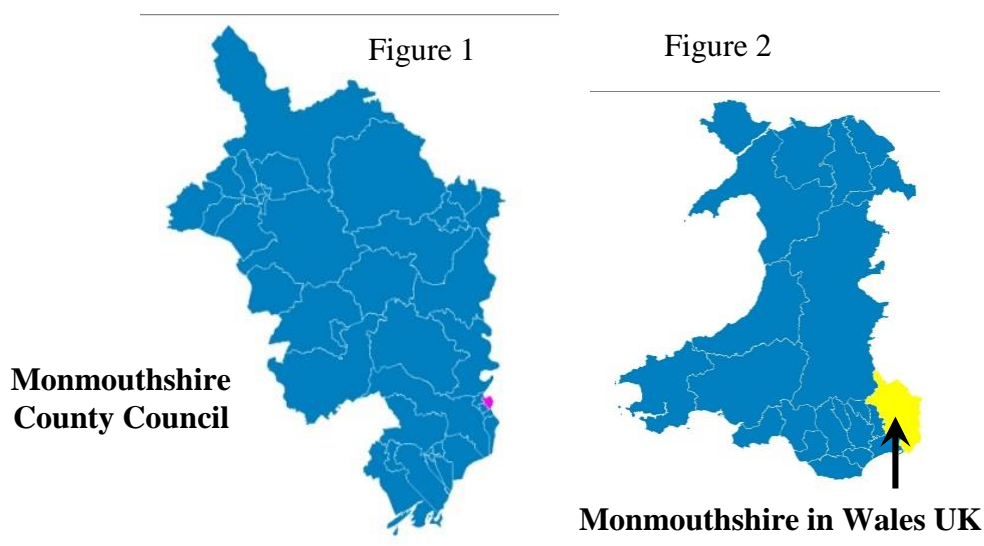 Figure 1
Figure 2
Monmouthshire
County Council
Monmouthshire in Wales UK